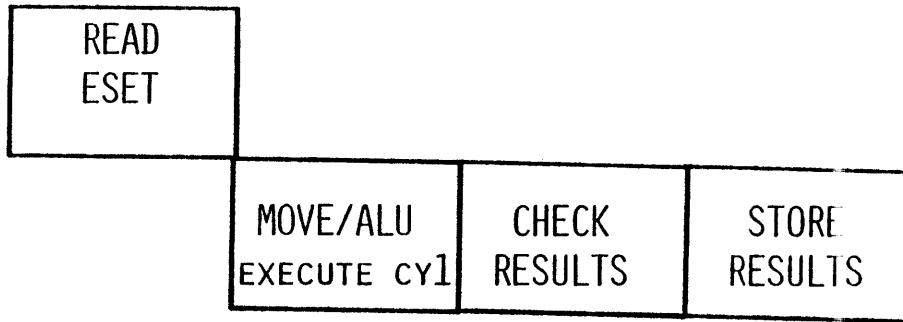 READ
ESET
MOVE/ALU
EXECUTE CY1
CHECK
RESULTS
STORE
RESULTS